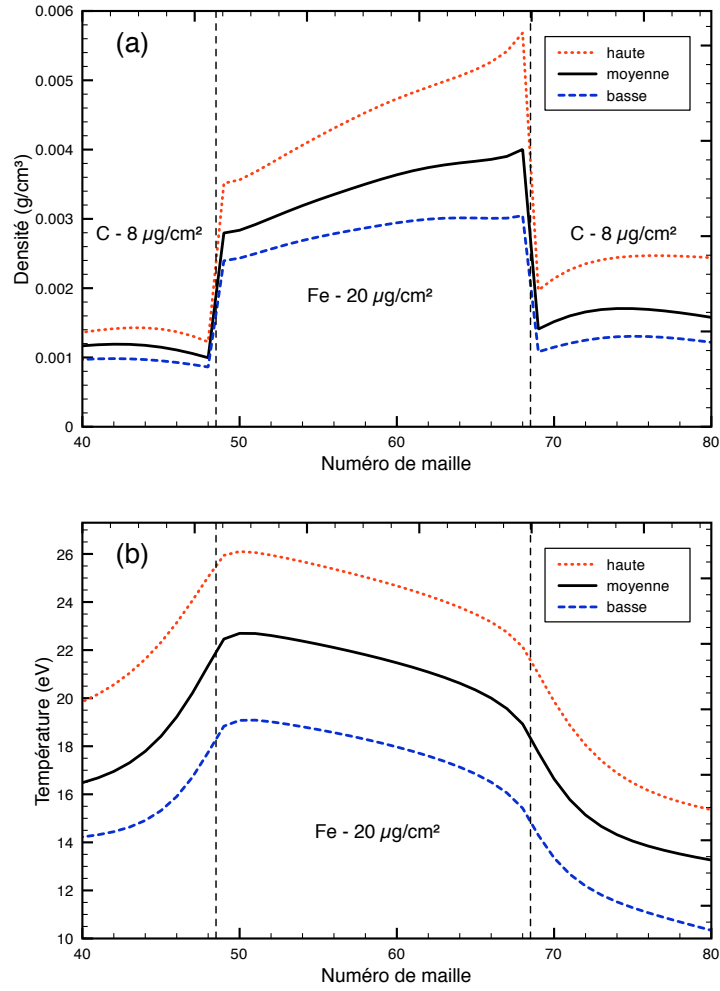 0.006
(a)
haute
moyenne
basse
0.005
0.004
Densité (g/cm³)
0.003
C - 8 µg/cm²
C - 8 µg/cm²
Fe - 20 µg/cm²
0.002
0.001
0
40
50
60
70
80
Numéro de maille
(b)
26
haute
moyenne
basse
24
22
20
Température (eV)
18
16
14
Fe - 20 µg/cm²
12
10
40
50
60
70
80
Numéro de maille